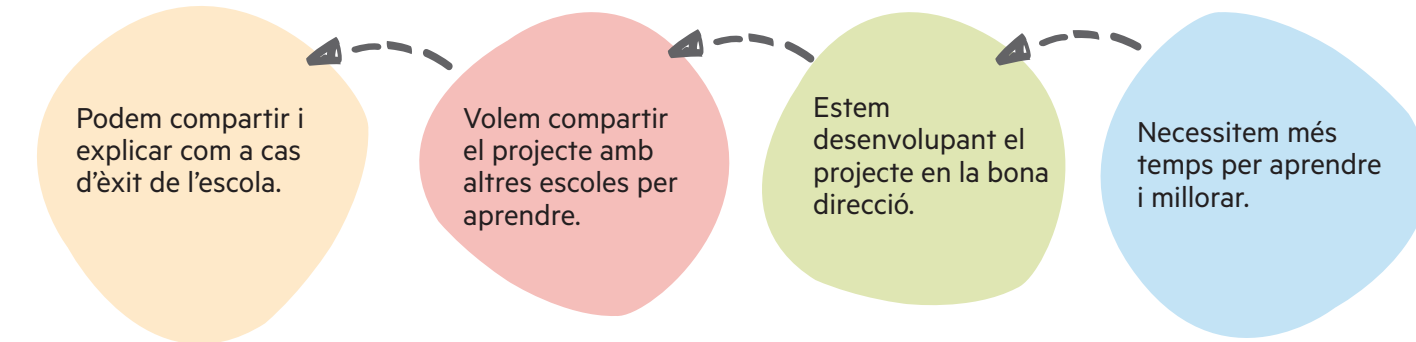 Podem compartir i
explicar com a cas
d'èxit de l'escola.
Volem compartir
el projecte amb
altres escoles per
aprendre.
Estem
desenvolupant el
projecte en la bona
direcció.
Necessitem més
temps per aprendre
i millorar.